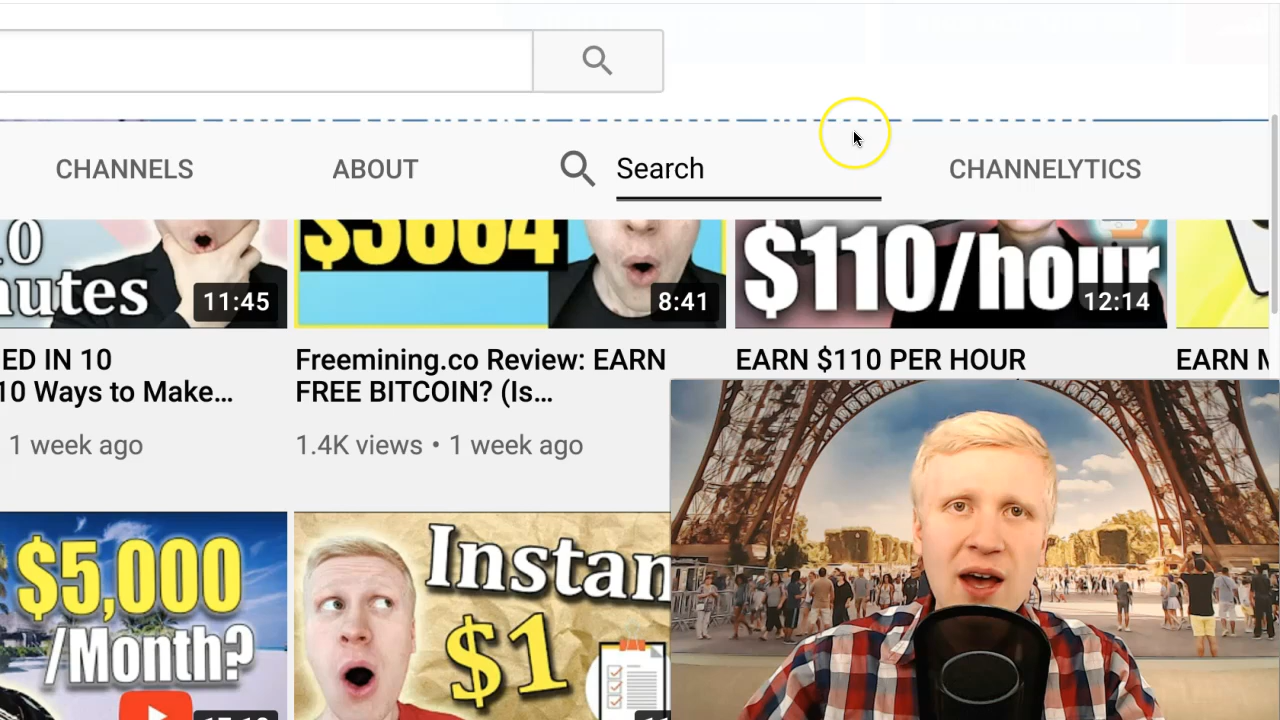 CHANNELS ABOUT Search CHANNELYTICS
$3664
$110/hour
11:45 8:41 12:14
ED IN 10
10 Ways to Make...
1 week ago
Freemining.co Review: EARN
FREE BITCOIN? (Is...
1.4K views • 1 week ago
EARN $110 PER HOUR
EARN M
$5,000
/Month?
Instan
$1